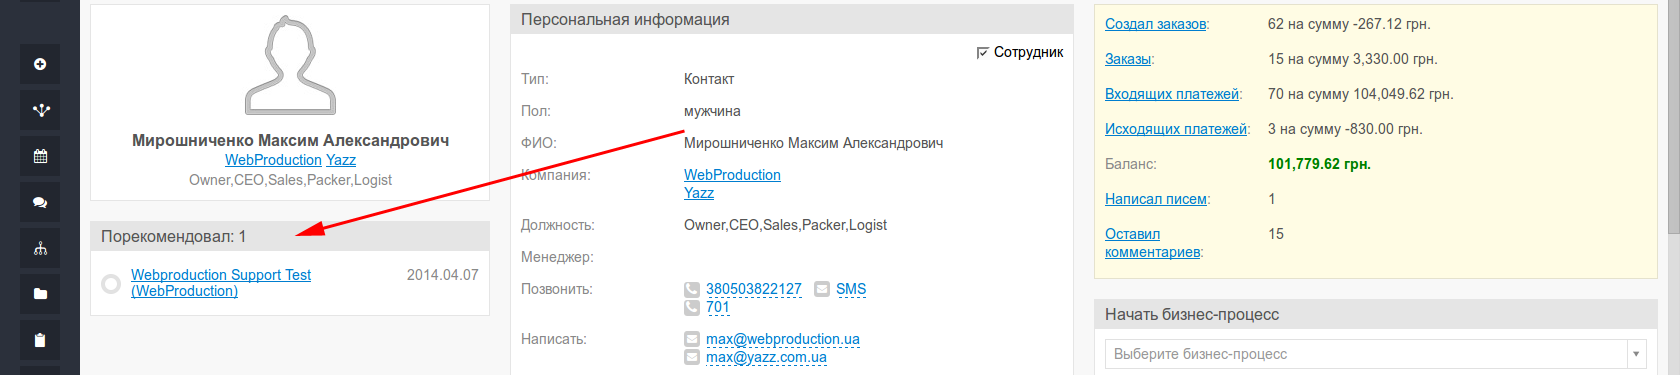 Мирошниченко Максим Александрович
WebProduction Yazz
Owner,CEO,Sales,Packer,Logist
Порекомендовал: 1
Webproduction Support Test 2014.04.07
(WebProduction)
Персональная информация
Сотрудник
Тип: Контакт
Пол: мужчина
ФИО: Мирошниченко Максим Александрович
Компания: WebProduction
Yazz
Должность: Owner,CEO,Sales,Packer,Logist
Менеджер:
Позвонить: 380503822127 SMS
701
Написать: max@webproduction.ua
max@yazz.com.ua
Создал заказов: 62 на сумму -267.12 грн.
Заказы: 15 на сумму 3,330.00 грн.
Входящих платежей: 70 на сумму 104,049.62 грн.
Исходящих платежей: 3 на сумму -830.00 грн.
Баланс: 101,779.62 грн.
Написал писем: 1
Оставил 15
комментариев:
Начать бизнес-процесс
Выберите бизнес-процесс